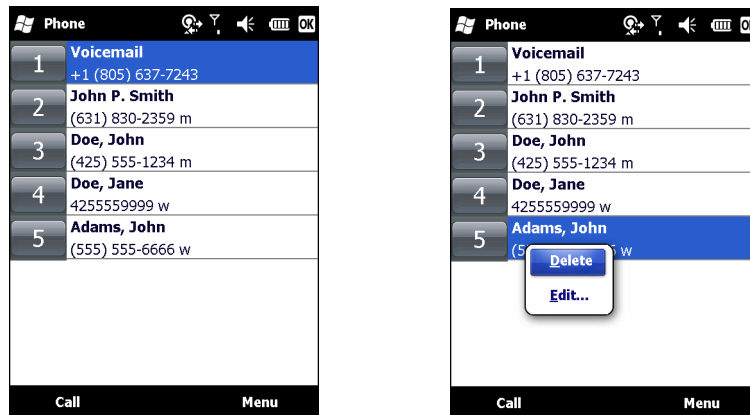 Phone
OK
1
Voicemail
+1 (805) 637-7243
2
John P. Smith
(631) 830-2359 m
3
Doe, John
(425) 555-1234 m
4
Doe, Jane
4255559999 w
5
Adams, John
(555) 555-6666 w
Call Menu
Phone
1
Voicemail
+1 (805) 637-7243
2
John P. Smith
(631) 830-2359 m
3
Doe, John
(425) 555-1234 m
4
Doe, Jane
4255559999 w
5
Adams, John
(5 w
Delete
Edit...
Call Menu